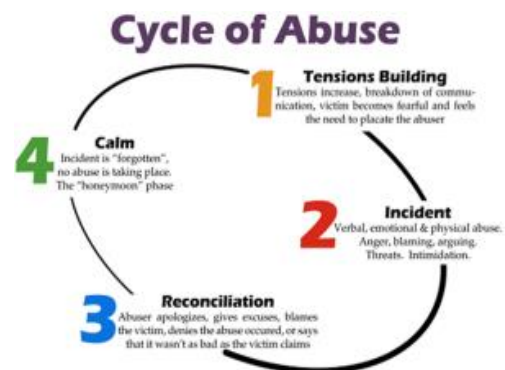 Cycle of Abuse
1
Tensions Building
Tensions increase, breakdown of commu-
nication, victim becomes fearful and feels
the need to placate the abuser
2
Incident
Verbal, emotional & physical abuse.
Anger, blaming, arguing.
Threats. Intimidation.
3
Reconciliation
Abuser apologizes, gives excuses, blames
the victim, denies the abuse occured, or says
that it wasn't as bad as the victim claims
4
Calm
Incident is "forgotten",
no abuse is taking place.
The "honeymoon" phase